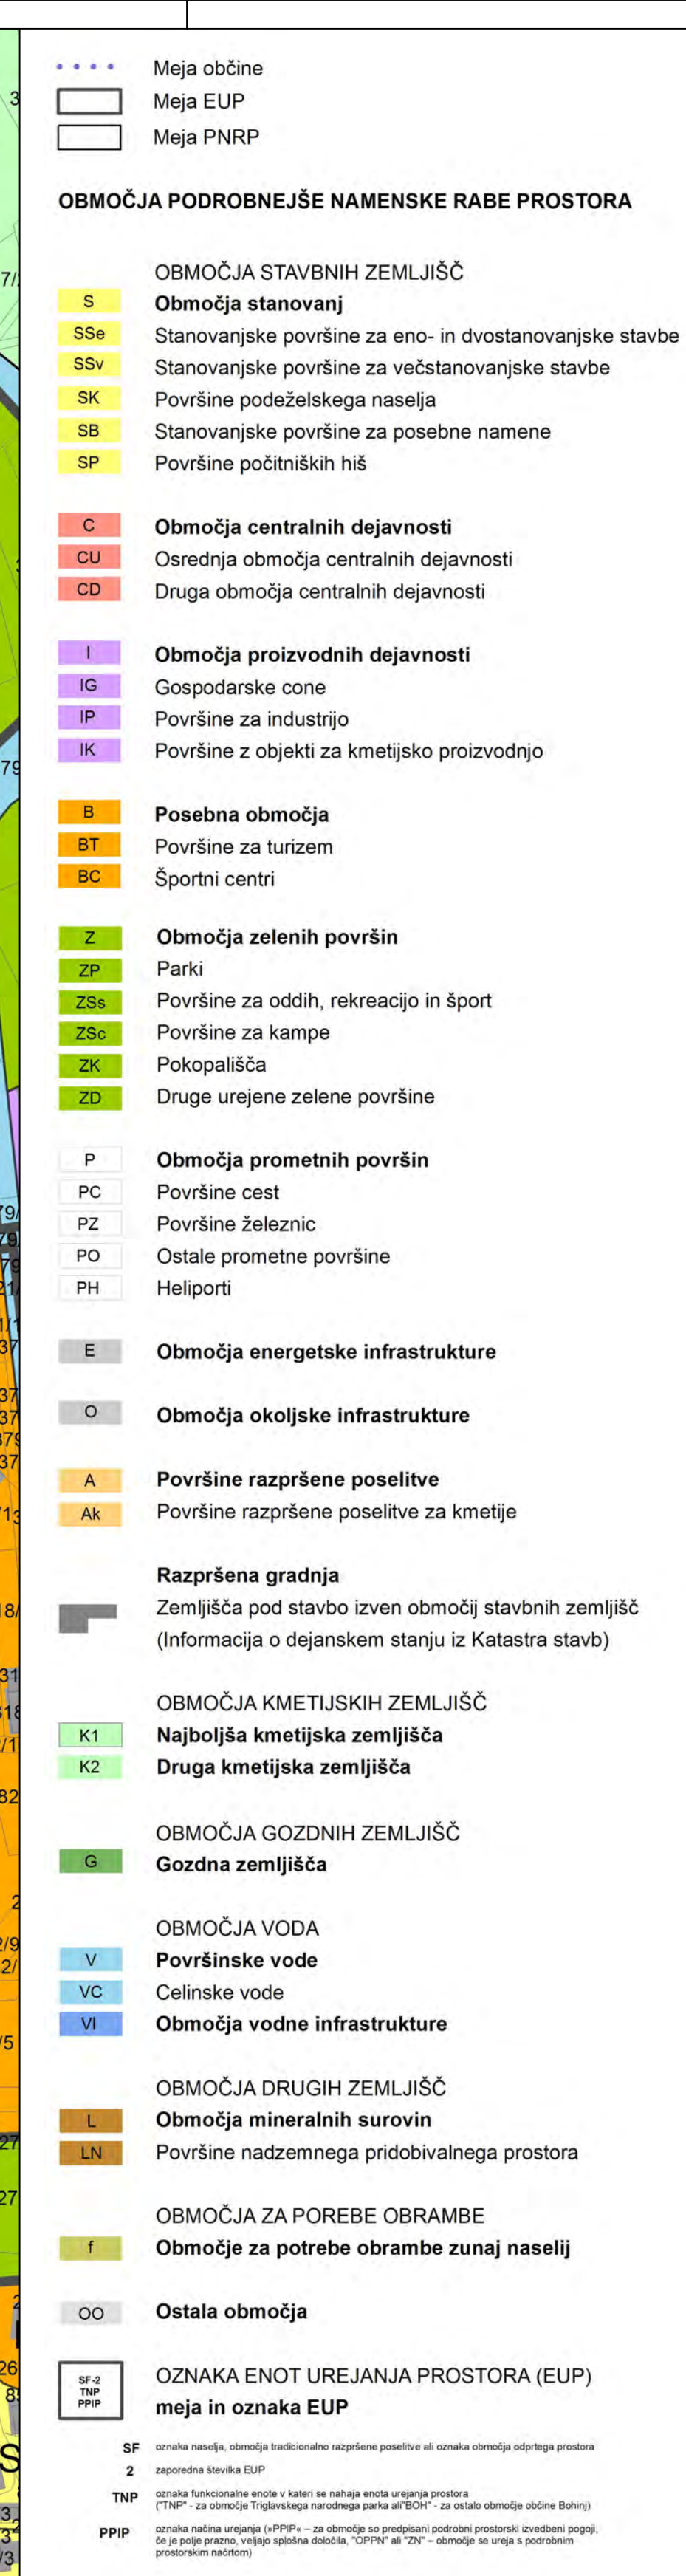 Meja občine
Meja EUP
Meja PNRP
OBMOČJA PODROBNEJŠE NAMENSKE RABE PROSTORA
OBMOČJA STAVBNIH ZEMLJIŠČ
S Območja stanovanj
SSe Stanovanjske površine za eno- in dvostanovanjske stavbe
SSv Stanovanjske površine za večstanovanjske stavbe
SK Površine podeželskega naselja
SB Stanovanjske površine za posebne namene
SP Površine počitniških hiš
C Območja centralnih dejavnosti
CU Osrednja območja centralnih dejavnosti
CD Druga območja centralnih dejavnosti
I Območja proizvodnih dejavnosti
IG Gospodarske cone
IP Površine za industrijo
IK Površine z objekti za kmetijsko proizvodnjo
B Posebna območja
BT Površine za turizem
BC Športni centri
Z Območja zelenih površin
ZP Parki
ZSs Površine za oddih, rekreacijo in šport
ZSc Površine za kampe
ZK Pokopališča
ZD Druge urejene zelene površine
P Območja prometnih površin
PC Površine cest
PZ Površine železnic
PO Ostale prometne površine
PH Heliporti
E Območja energetske infrastrukture
O Območja okoljske infrastrukture
A Površine razpršene poselitve
Ak Površine razpršene poselitve za kmetije
Razpršena gradnja
Zemljišča pod stavbo izven območij stavbnih zemljišč
(Informacija o dejanskem stanju iz Katastra stavb)
OBMOČJA KMETIJSKIH ZEMLJIŠČ
K1 Najboljša kmetijska zemljišča
K2 Druga kmetijska zemljišča
OBMOČJA GOZDNIH ZEMLJIŠČ
G Gozdna zemljišča
OBMOČJA VODA
V Površinske vode
VC Celinske vode
VI Območja vodne infrastrukture
OBMOČJA DRUGIH ZEMLJIŠČ
L Območja mineralnih surovin
LN Površine nadzemnega pridobivalnega prostora
OBMOČJA ZA POREBE OBRAMBE
f Območje za potrebe obrambe zunaj naselij
OO Ostala območja
SF-2
TNP
PPIP
OZNAKA ENOT UREJANJA PROSTORA (EUP)
meja in oznaka EUP
SF oznaka naselja, območja tradicionalno razpršene poselitve ali oznaka območja odprtega prostora
2 zaporedna številka EUP
TNP oznaka funkcionalne enote v kateri se nahaja enota urejanja prostora
("TNP" - za območje Triglavskega narodnega parka ali"BOH" - za ostalo območje občine Bohinj)
PPIP oznaka načina urejanja (»PPIP« – za območje so predpisani podrobni prostorski izvedbeni pogoji,
če je polje prazno, veljajo splošna določila, "OPPN" ali "ZN" – območje se ureja s podrobnim
prostorskim načrtom)